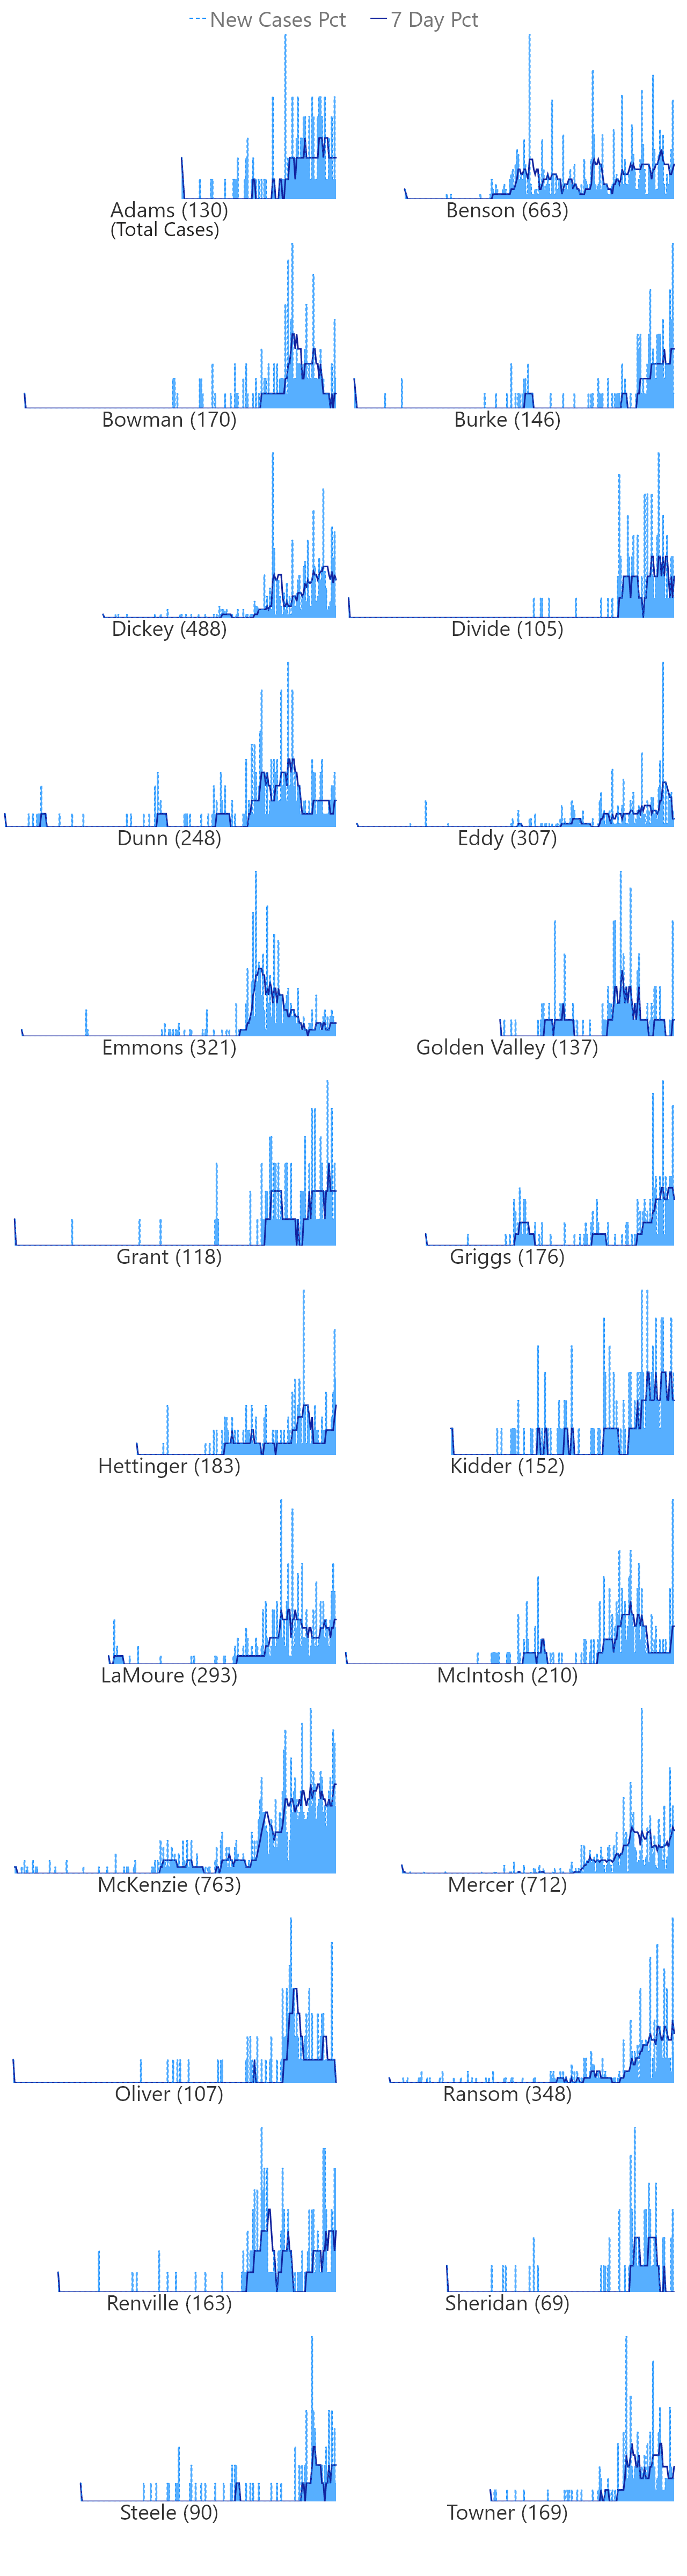 New Cases Pct 7 Day Pct
Adams (130) Benson (663)
(Total Cases)
Bowman (170) Burke (146)
Dickey (488) Divide (105)
Dunn (248) Eddy (307)
Emmons (321) Golden Valley (137)
Grant (118) Griggs (176)
Hettinger (183) Kidder (152)
LaMoure (293) McIntosh (210)
McKenzie (763) Mercer (712)
Oliver (107) Ransom (348)
Renville (163) Sheridan (69)
Steele (90) Towner (169)